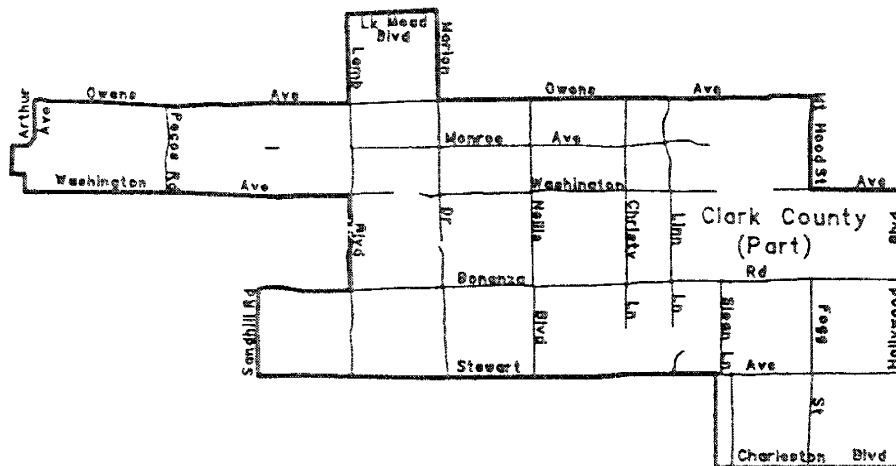 Lk Mead
Blvd
Marion
Lamb
Owens
Ave
Owens
Ave
Arthur
Ave
Pecos Rd
Mt Hood St
Monroe Ave
Washington
Ave
Washington
Ave
Blvd
Dr
Nellis
Christy
Linn
Clark County
(Part)
Blvd
Bonanza
Rd
Hollywood
Sandhill Rd
Blvd
Ln
Ln
Sloan Ln
Fogg
Stewart
Ave
St
Charleston Blvd